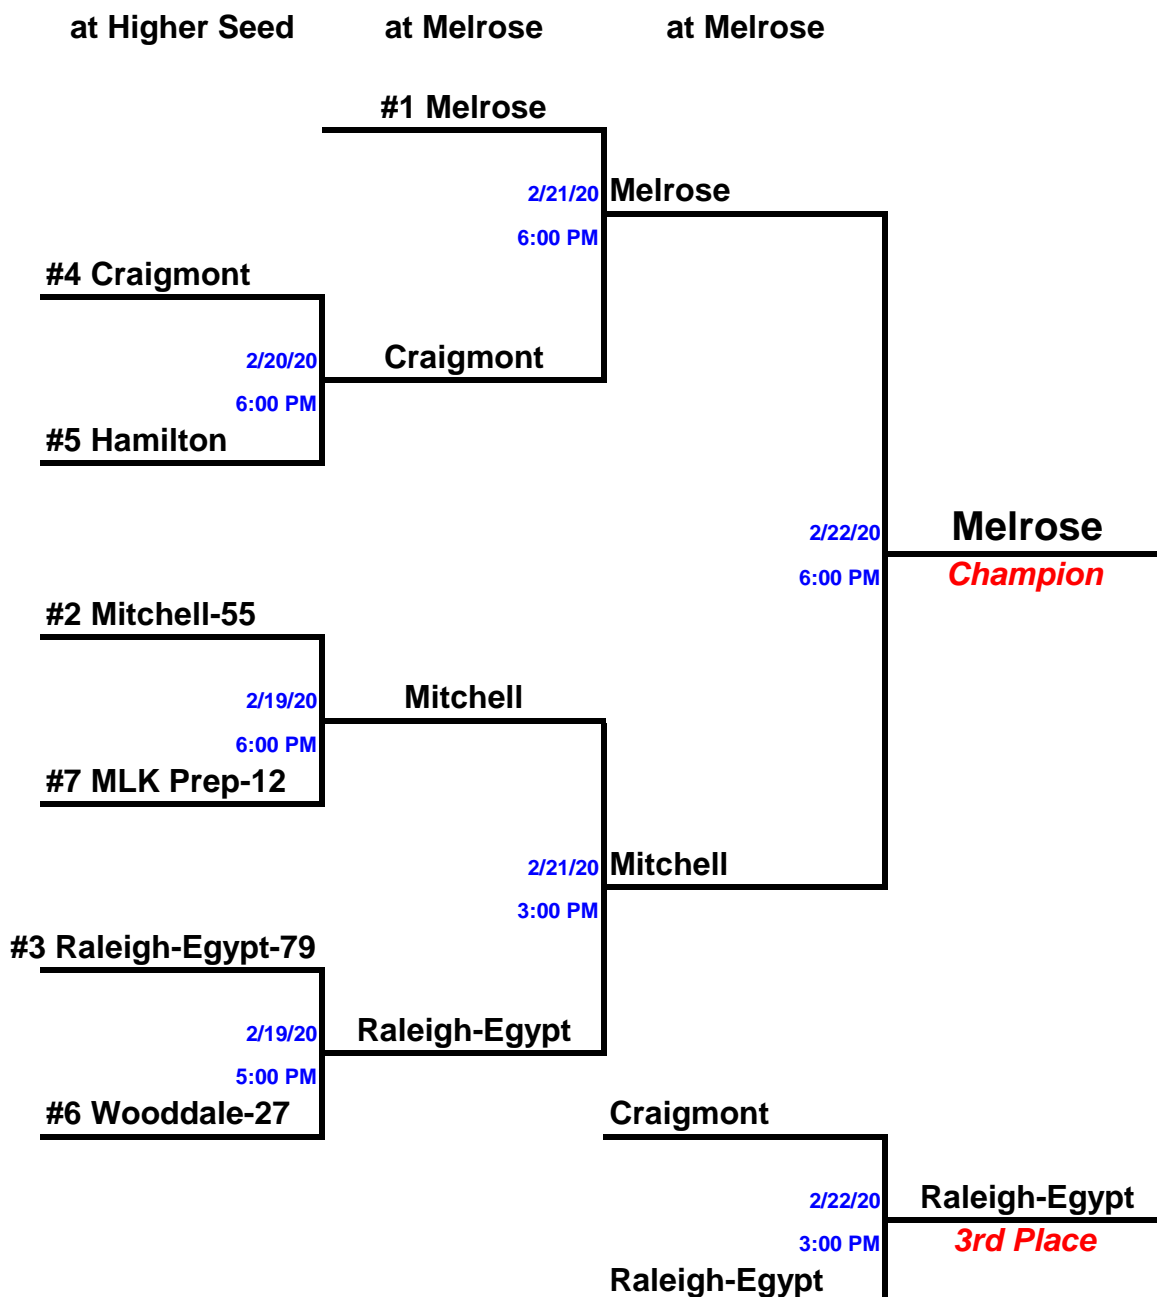 at Higher Seed at Melrose at Melrose
#1 Melrose
2/21/20 Melrose
6:00 PM
#4 Craigmont
2/20/20 Craigmont
6:00 PM
#5 Hamilton
2/22/20 Melrose
6:00 PM Champion
#2 Mitchell-55
2/19/20 Mitchell
6:00 PM
#7 MLK Prep-12
2/21/20 Mitchell
3:00 PM
#3 Raleigh-Egypt-79
2/19/20 Raleigh-Egypt
5:00 PM
#6 Wooddale-27 Craigmont
2/22/20 Raleigh-Egypt
3:00 PM 3rd Place
Raleigh-Egypt